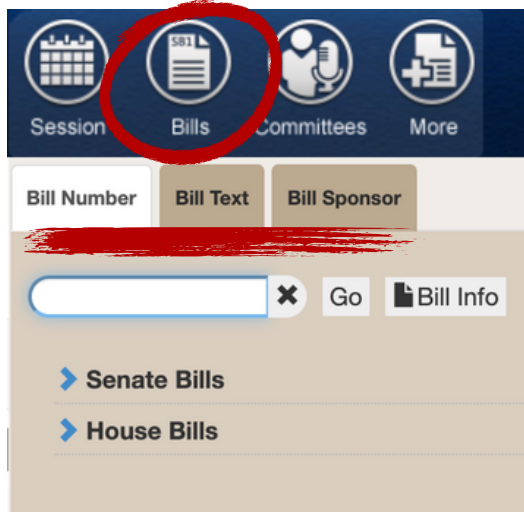 SB1
Session Bills Committees More
Bill Number Bill Text Bill Sponsor
Go Bill Info
Senate Bills
House Bills